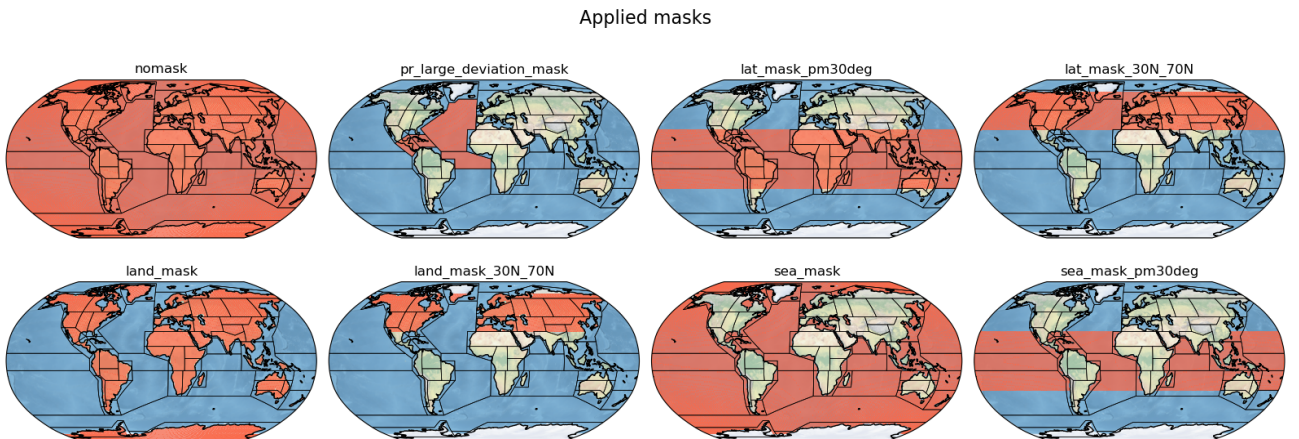 Applied masks
nomask
pr_large_deviation_mask
lat_mask_pm30deg
lat_mask_30N_70N
land_mask
land_mask_30N_70N
sea_mask
sea_mask_pm30deg